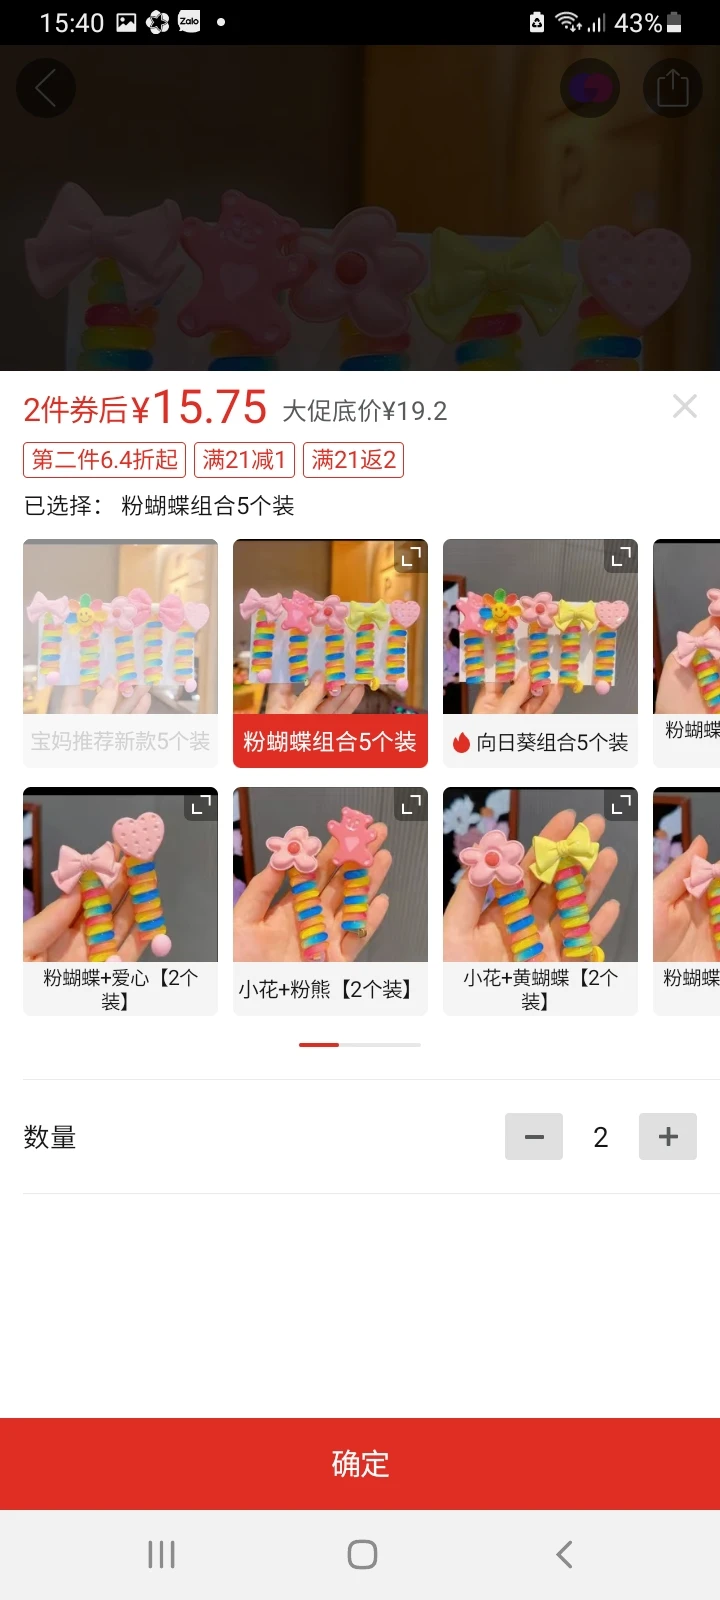 15:40
Zalo
43%
2件券后¥15.75 大促底价¥19.2
第二件6.4折起 满21减1 满21返2
已选择： 粉蝴蝶组合5个装
宝妈推荐新款5个装
粉蝴蝶组合5个装
向日葵组合5个装
粉蝴蝶
粉蝴蝶+爱心【2个
装】
小花+粉熊【2个装】
小花+黄蝴蝶【2个
装】
粉蝴蝶
数量
2
确定